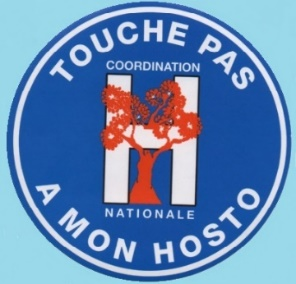 TOUCHE PAS
COORDINATION
H
NATIONALE
A MON HOSTO